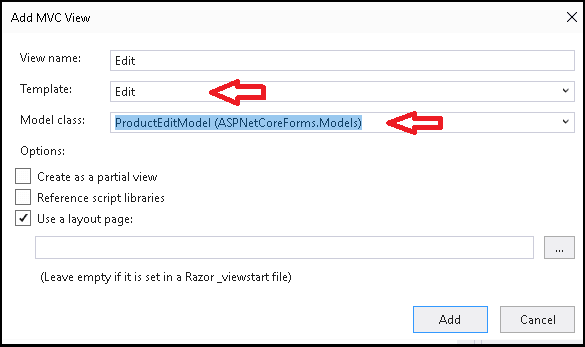 Add MVC View
View name: Edit
Template: Edit
Model class: ProductEditModel (ASPNetCoreForms.Models)
Options:
Create as a partial view
Reference script libraries
Use a layout page:
...
(Leave empty if it is set in a Razor _viewstart file)
Add Cancel